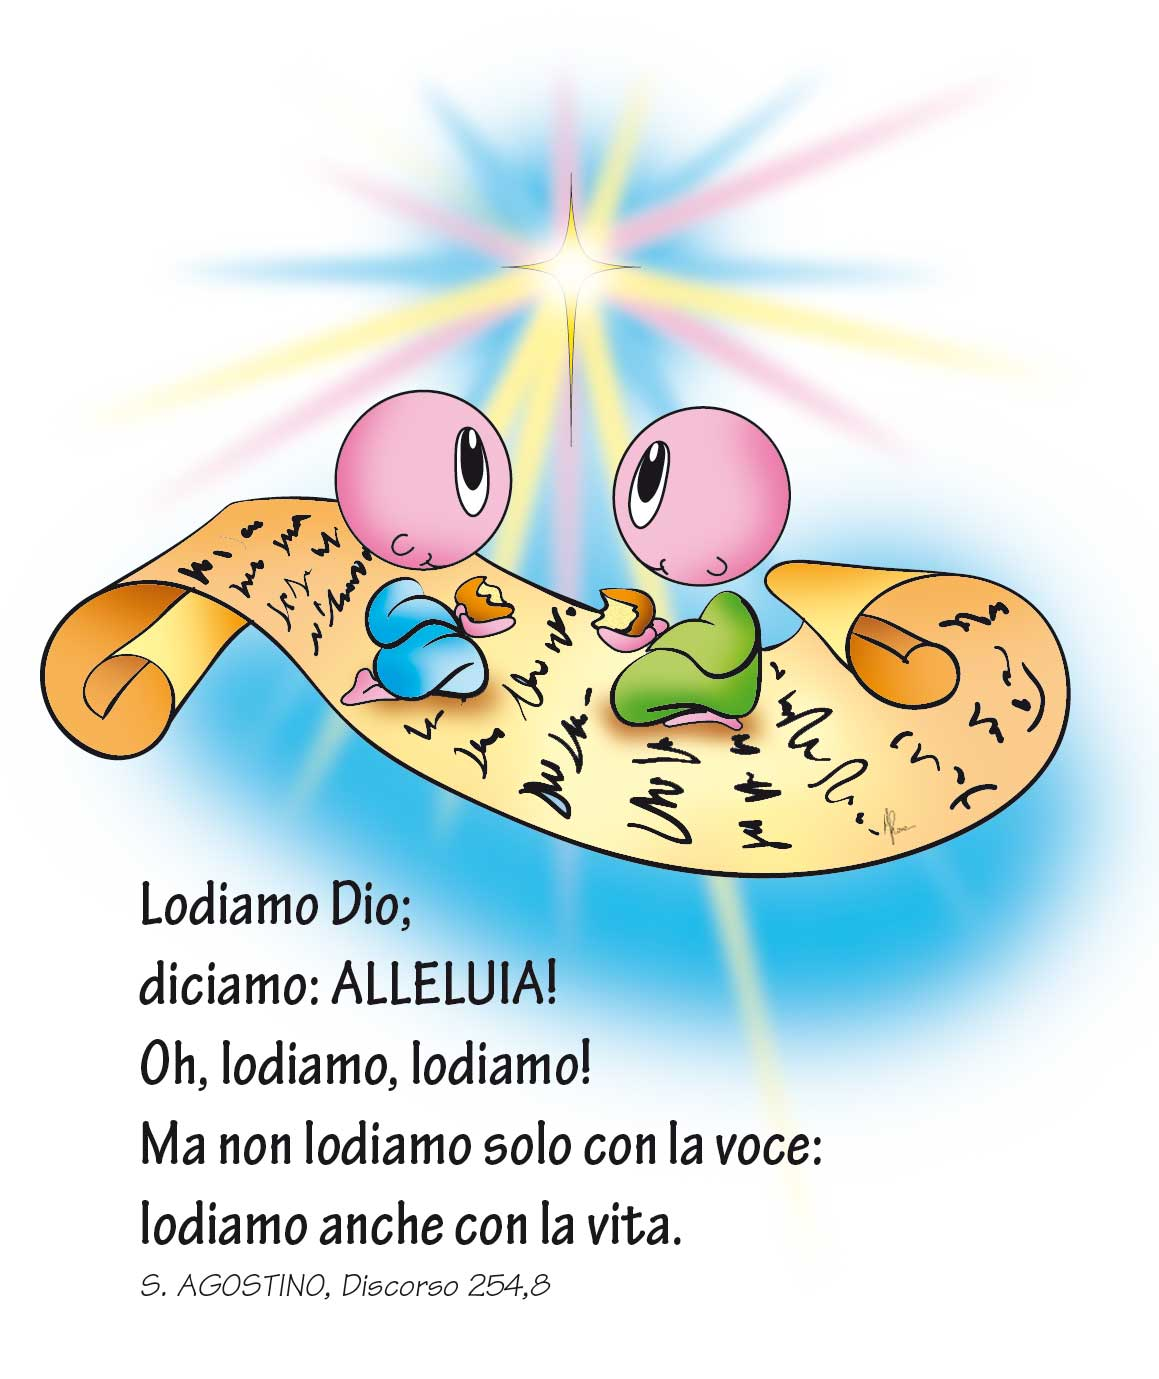 Lodiamo Dio;
diciamo: ALLELUIA!
Oh, lodiamo, lodiamo!
Ma non lodiamo solo con la voce:
lodiamo anche con la vita.
S. AGOSTINO, Discorso 254,8